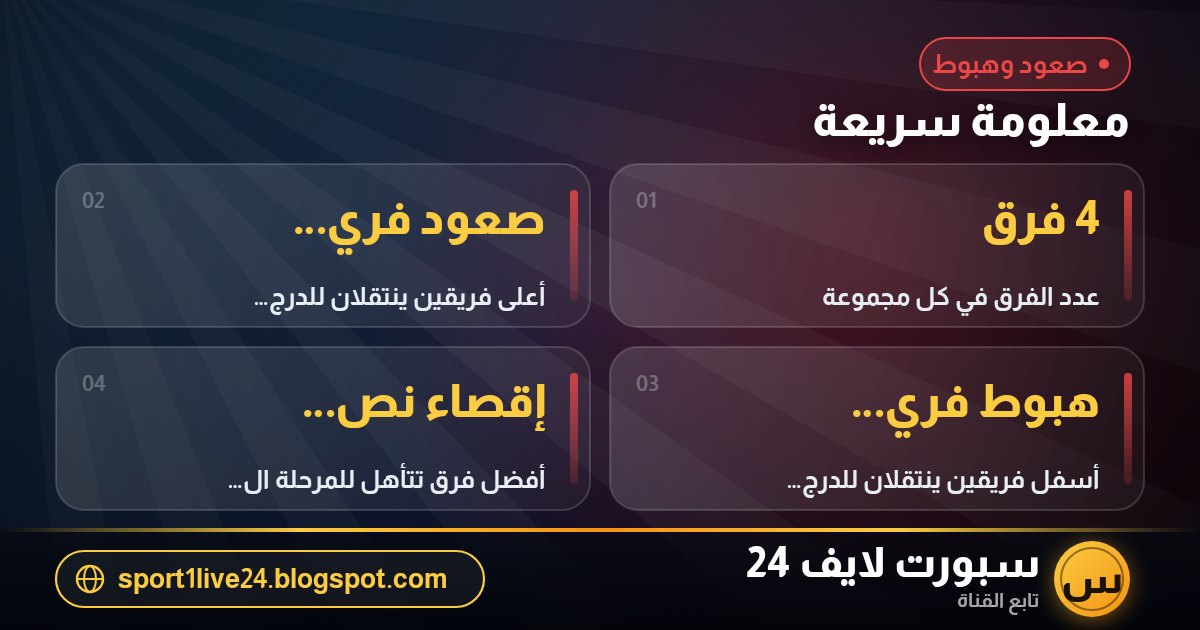 صعود وهبوط
معلومة سريعة
01
4 فرق
عدد الفرق في كل مجموعة
02
صعود فري...
أعلى فريقين ينتقلان للدرج...
03
هبوط فري...
أسفل فريقين ينتقلان للدرج...
04
إقصاء نص...
أفضل فرق تتأهل للمرحلة ال...
س
سبورت لايف 24
تابع القناة
sport1live24.blogspot.com